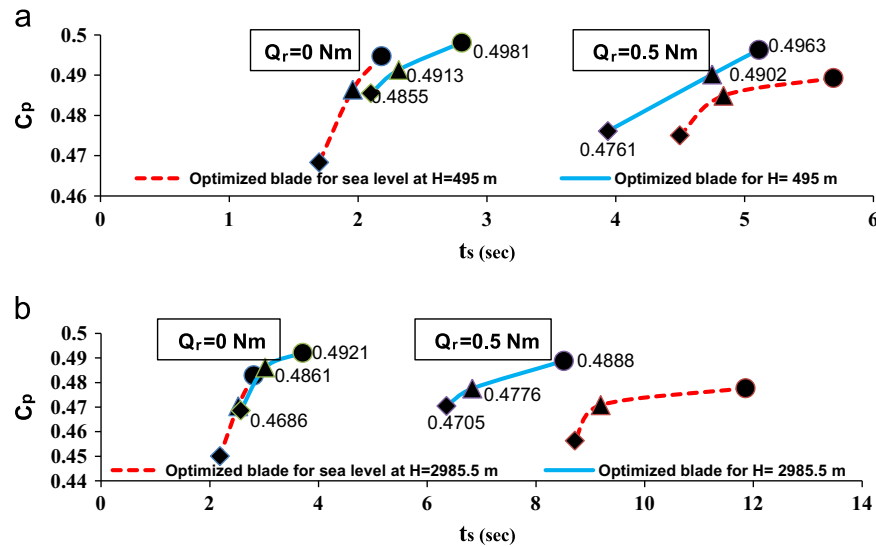 a
0.5
0.49
0.48
0.47
0.46
Cp
Qr=0 Nm
Qr=0.5 Nm
0.4981
0.4913
0.4855
0.4963
0.4902
0.4761
Optimized blade for sea level at H=495 m
Optimized blade for H= 495 m
0 1 2 3 4 5 6
ts (sec)
b
0.5
0.49
0.48
0.47
0.46
0.45
0.44
Cp
Qr=0 Nm
Qr=0.5 Nm
0.4921
0.4861
0.4686
0.4888
0.4776
0.4705
Optimized blade for sea level at H=2985.5 m
Optimized blade for H= 2985.5 m
0 2 4 6 8 10 12 14
ts (sec)